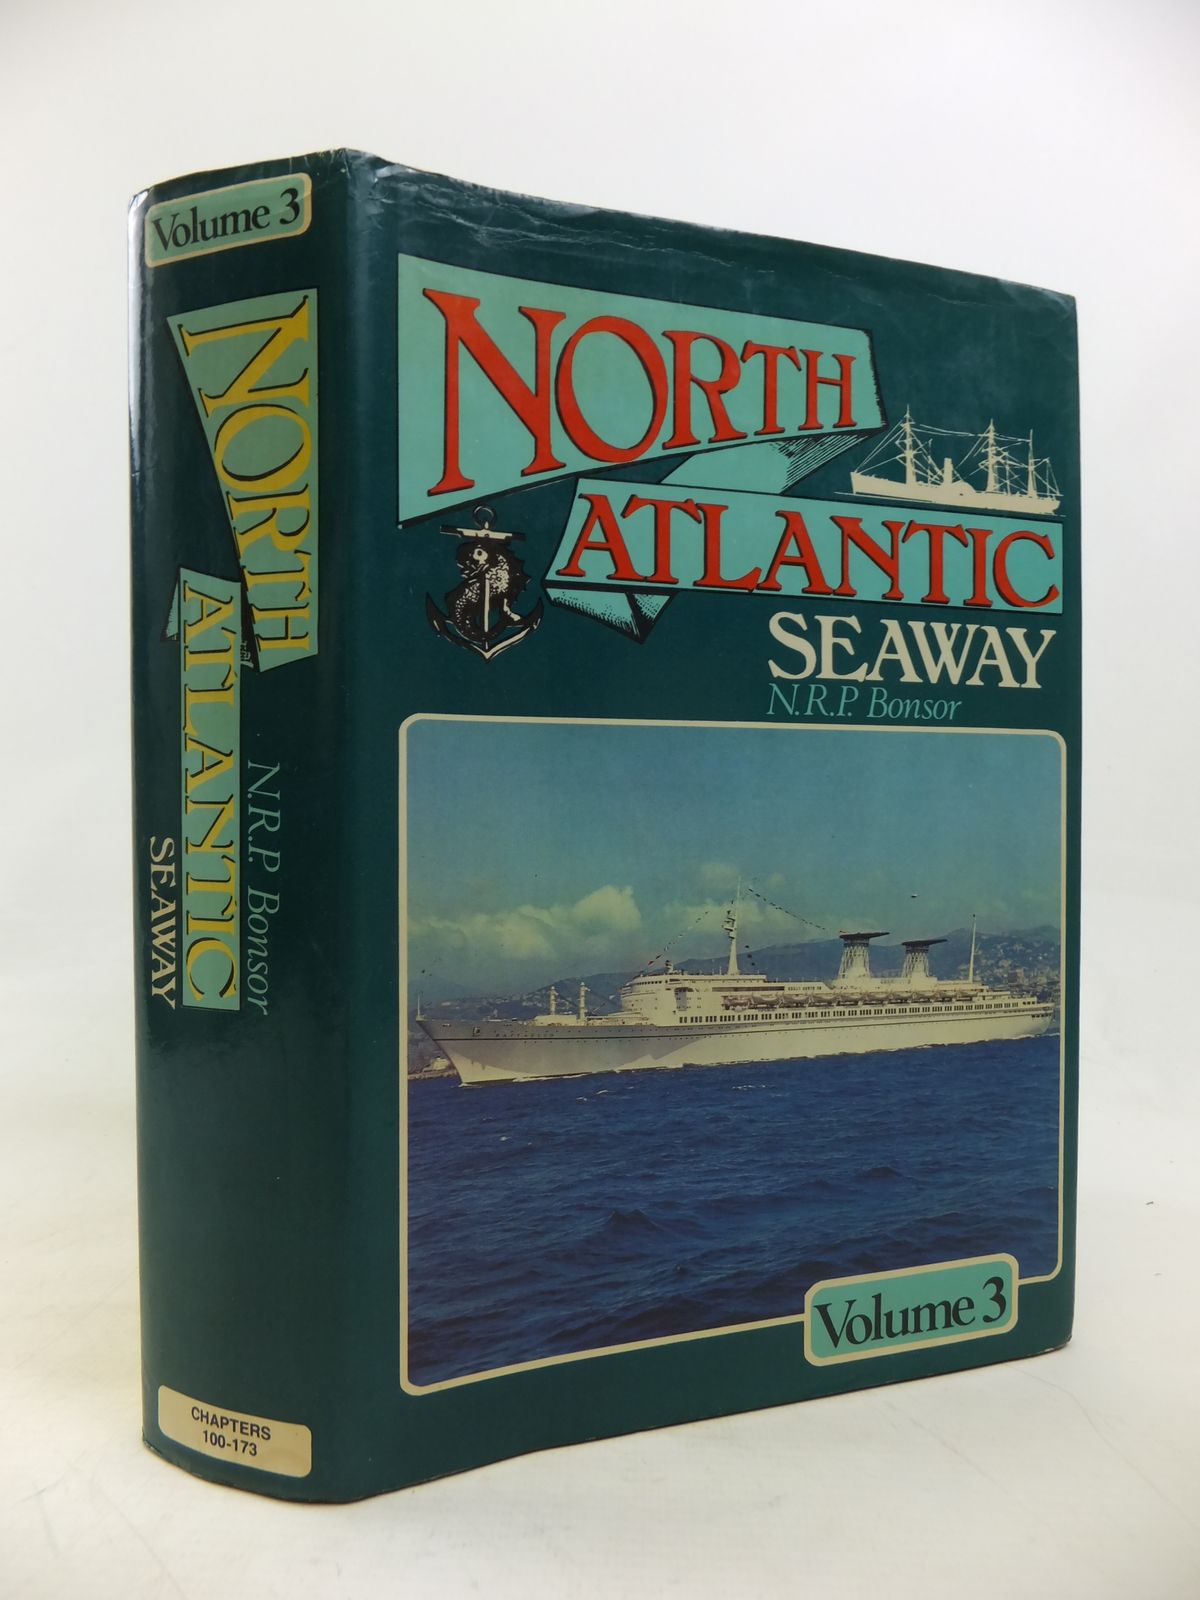 Volume 3
NORTH
ATLANTIC
SEAWAY
N.R.P. Bonsor
CHAPTERS
100-173
NORTH
ATLANTIC
SEAWAY
N.R.P. Bonsor
Volume 3